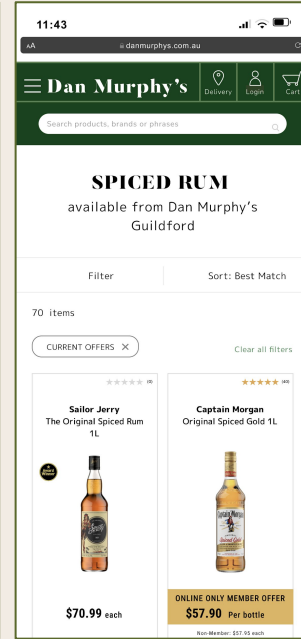 11:43
AA
danmurphys.com.au
Dan Murphy's
Delivery
Login
Cart
Search products, brands or phrases
SPICED RUM
available from Dan Murphy's
Guildford
Filter
Sort: Best Match
70 items
CURRENT OFFERS ×
Clear all filters
(40)
Sailor Jerry
The Original Spiced Rum
1L
$70.99 each
Captain Morgan
Original Spiced Gold 1L
ONLINE ONLY MEMBER OFFER
$57.90 Per bottle
Non-Member: $57.95 each